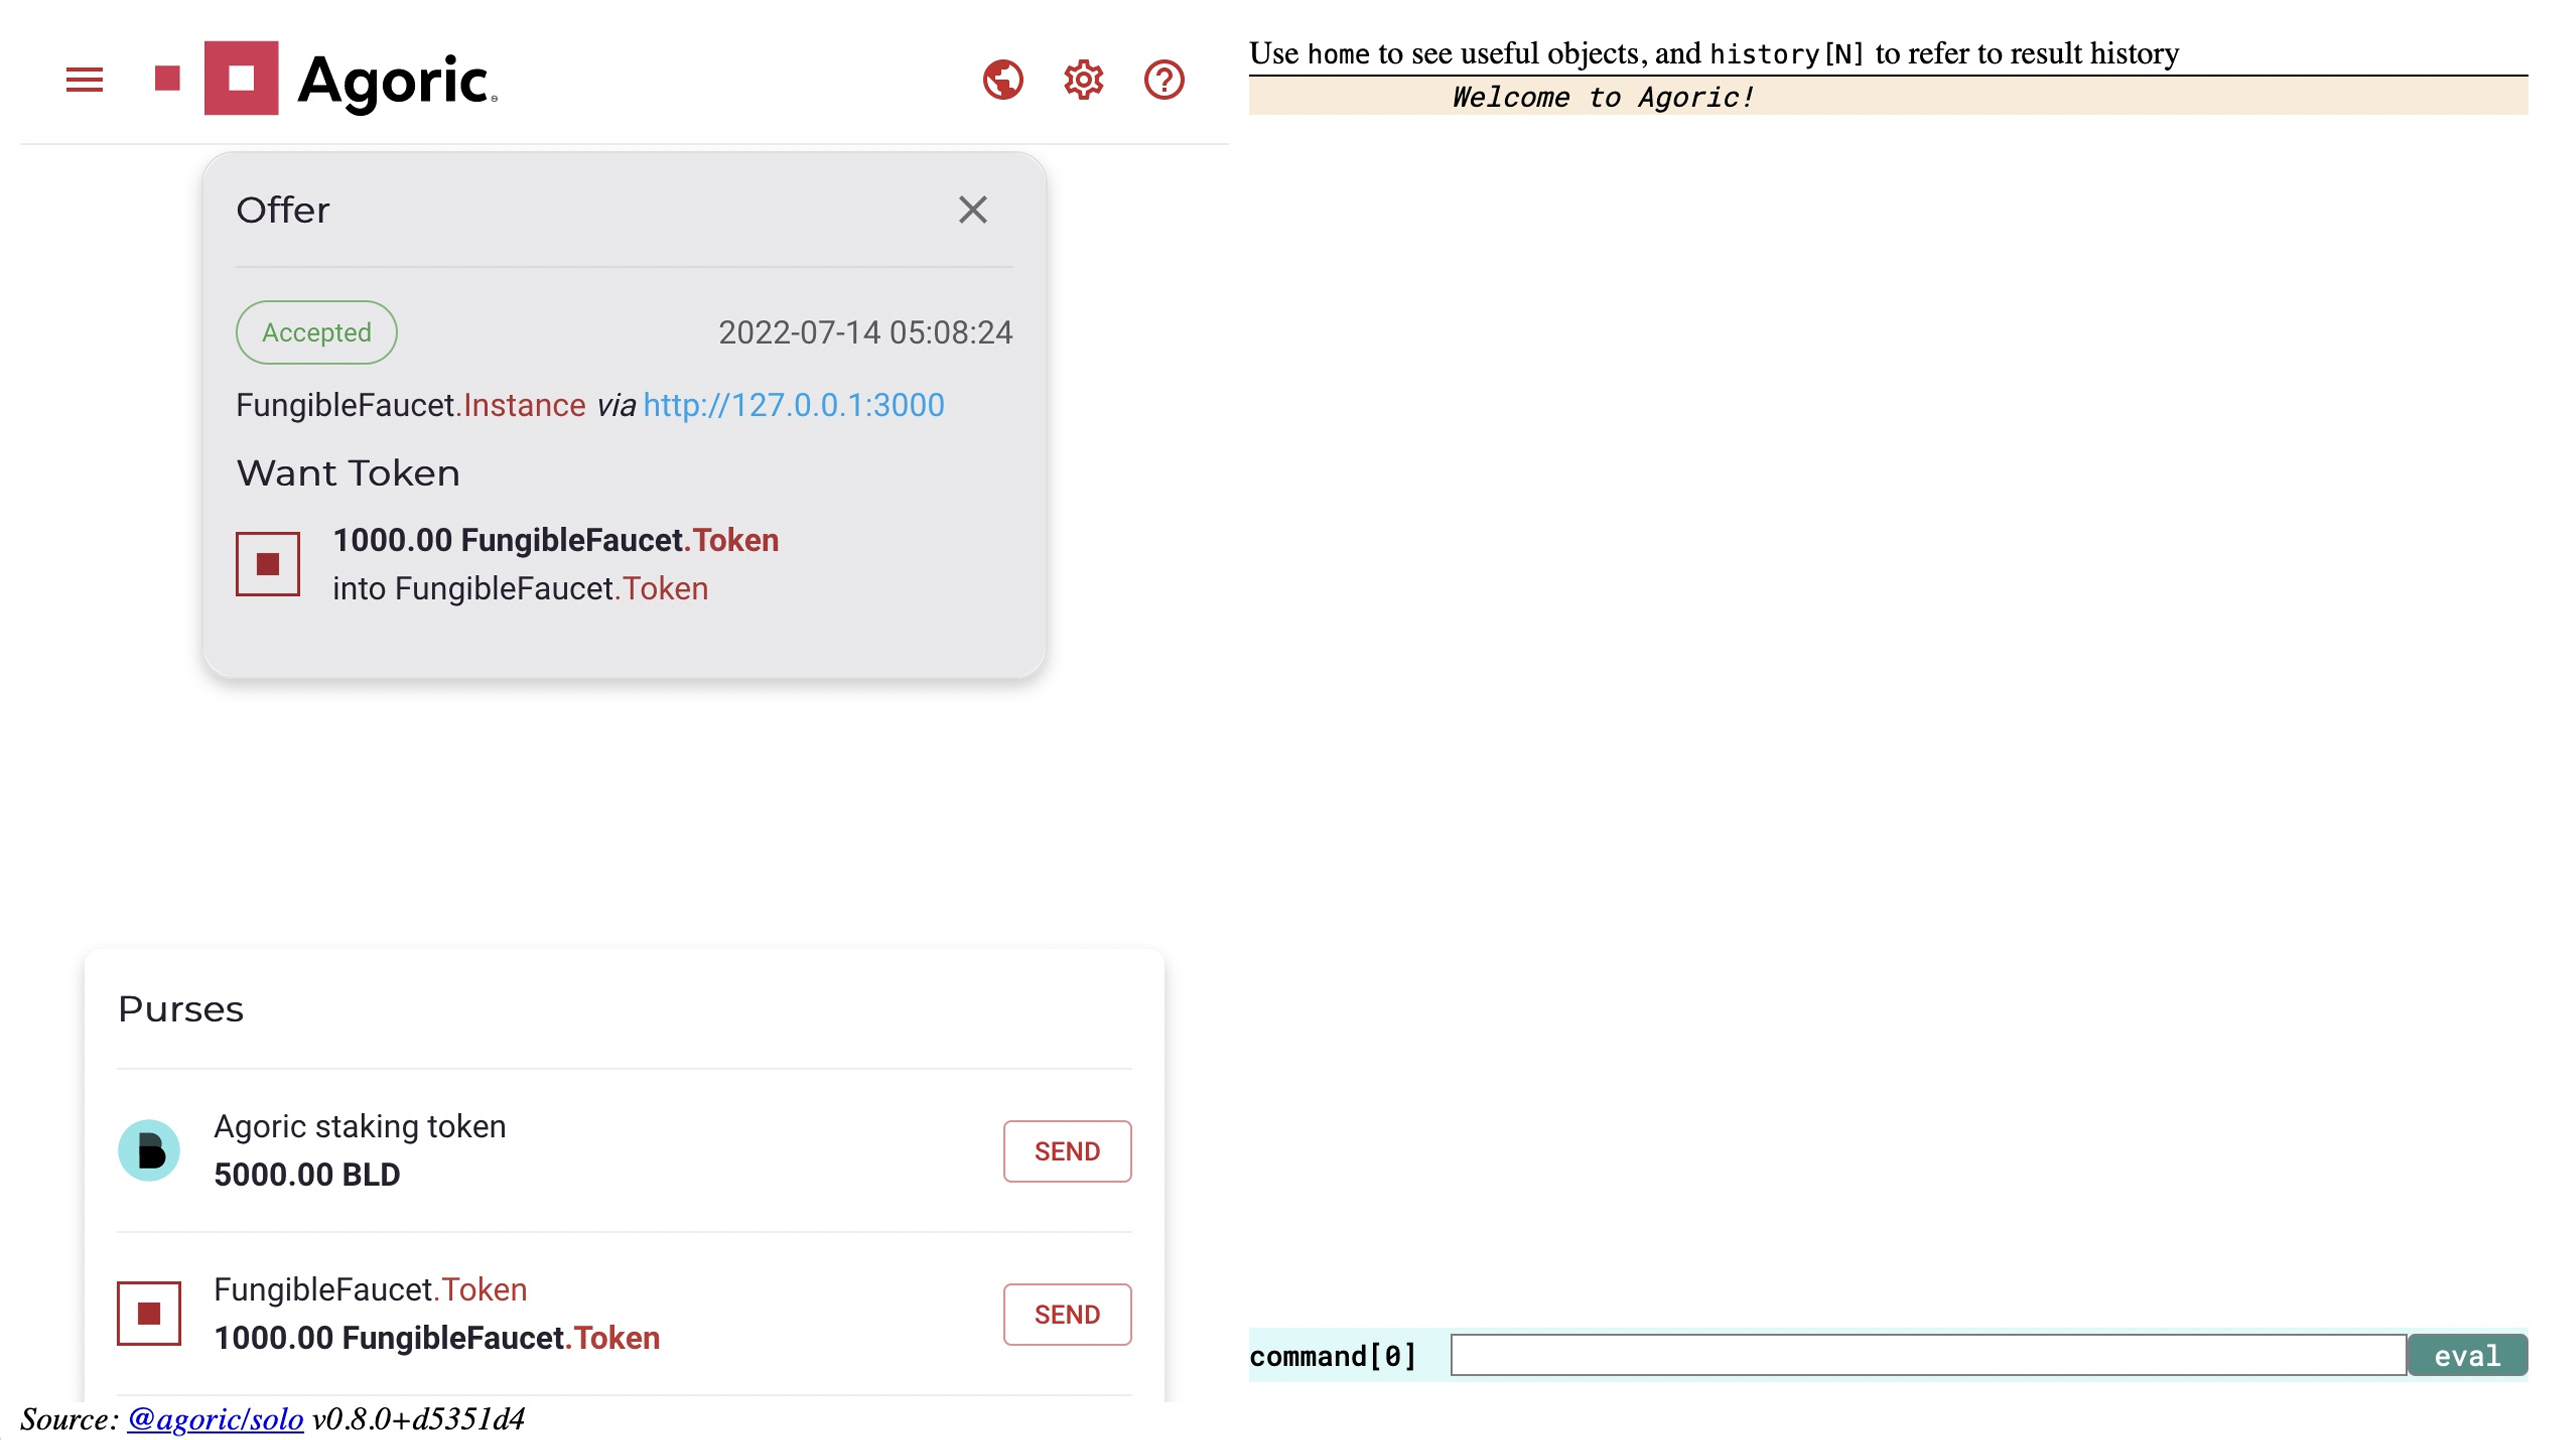 Agoric
Offer
Accepted
2022-07-14 05:08:24
FungibleFaucet.Instance via http://127.0.0.1:3000
Want Token
1000.00 FungibleFaucet.Token
into FungibleFaucet.Token
Purses
Agoric staking token
5000.00 BLD
SEND
FungibleFaucet.Token
1000.00 FungibleFaucet.Token
SEND
Source: @agoric/solo v0.8.0+d5351d4
Use home to see useful objects, and history[N] to refer to result history
Welcome to Agoric!
command[0]
eval